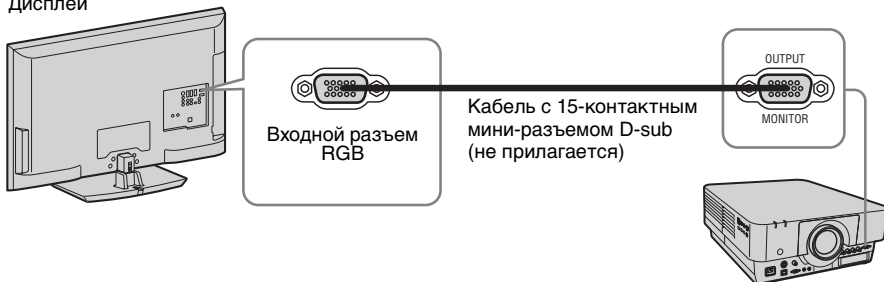 Дисплей
OUTPUT
MONITOR
Входной разъем
RGB
Кабель с 15-контактным
мини-разъемом D-sub
(не прилагается)